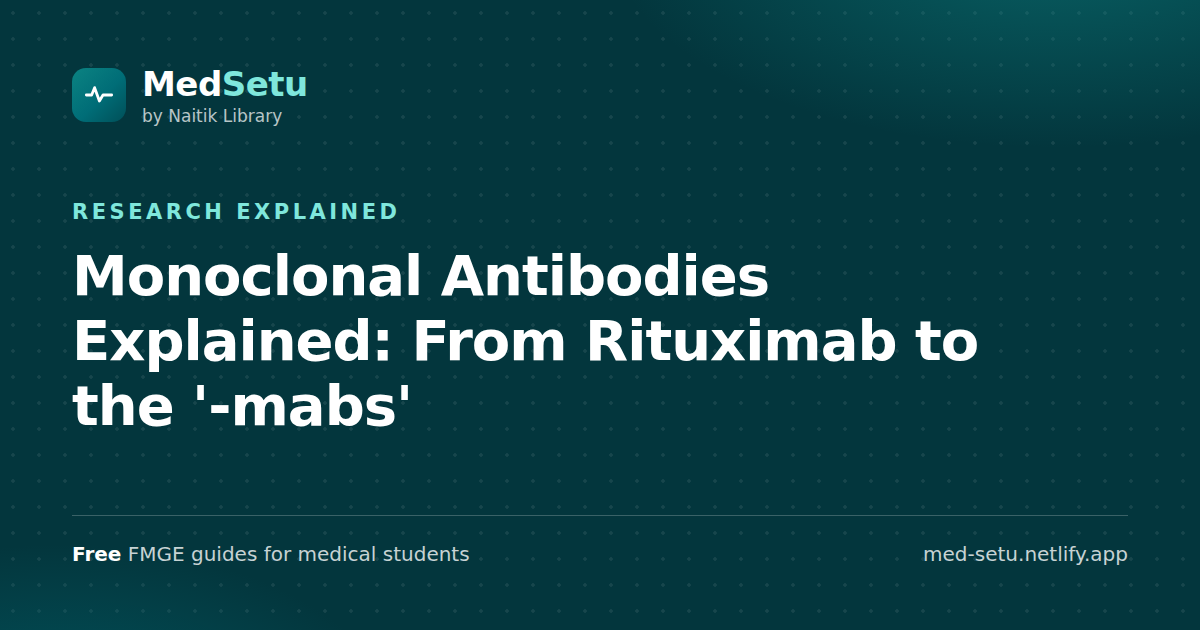 MedSetu
by Naitik Library
RESEARCH EXPLAINED
Monoclonal Antibodies
Explained: From Rituximab to
the '-mabs'
Free FMGE guides for medical students
med-setu.netlify.app